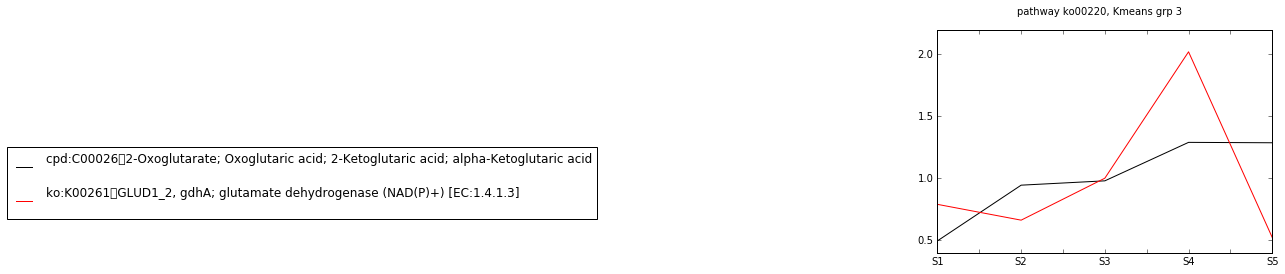 pathway ko00220, Kmeans grp 3
2.0
1.5
1.0
0.5
S1 S2 S3 S4 S5
cpd:C00026▯2-Oxoglutarate; Oxoglutaric acid; 2-Ketoglutaric acid; alpha-Ketoglutaric acid
ko:K00261▯GLUD1_2, gdhA; glutamate dehydrogenase (NAD(P)+) [EC:1.4.1.3]